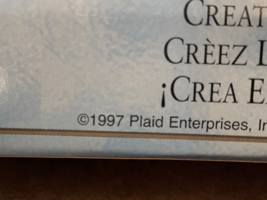 CREAT
CRÈEZ L
¡CREA E
©1997 Plaid Enterprises, In